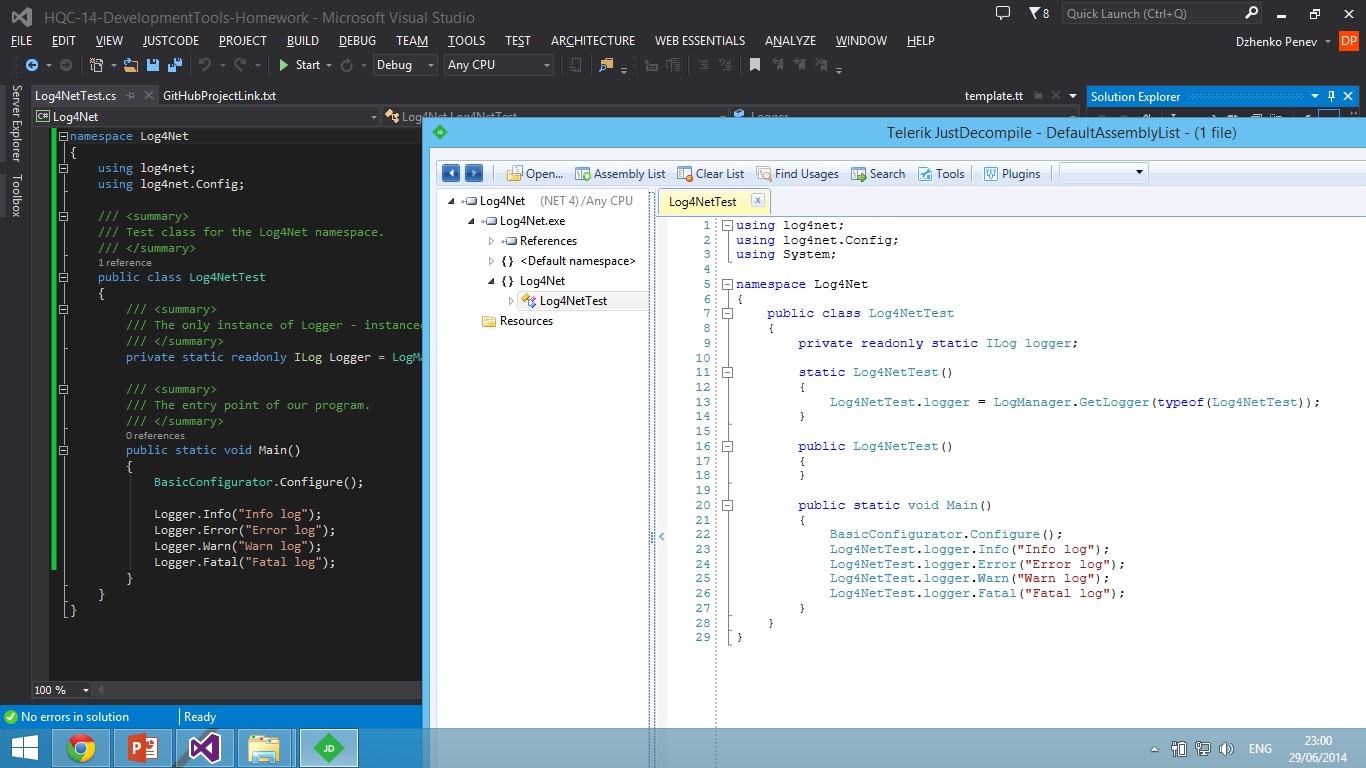 HQC-14-DevelopmentTools-Homework - Microsoft Visual Studio
8
Quick Launch (Ctrl+Q)
FILE EDIT VIEW JUSTCODE PROJECT BUILD DEBUG TEAM TOOLS TEST ARCHITECTURE WEB ESSENTIALS ANALYZE WINDOW HELP
Dzhenko Penev
DP
Start
Debug
Any CPU
Server Explorer
Toolbox
Log4NetTest.cs
GitHubProjectLink.txt
template.tt
Solution Explorer
C# Log4Net
Log4Net.Log4NetTest
Logger
namespace Log4Net
{
using log4net;
using log4net.Config;
/// <summary>
/// Test class for the Log4Net namespace.
/// </summary>
1 reference
public class Log4NetTest
{
/// <summary>
/// The only instance of Logger - instanced
/// </summary>
private static readonly ILog Logger = LogMa
/// <summary>
/// The entry point of our program.
/// </summary>
0 references
public static void Main()
{
BasicConfigurator.Configure();
Logger.Info("Info log");
Logger.Error("Error log");
Logger.Warn("Warn log");
Logger.Fatal("Fatal log");
}
}
}
100 %
No errors in solution
Ready
JD
Telerik JustDecompile - DefaultAssemblyList - (1 file)
Open...
Assembly List
Clear List
Find Usages
Search
Tools
Plugins
Log4Net (NET 4) /Any CPU
Log4Net.exe
References
{} <Default namespace>
{} Log4Net
Log4NetTest
Resources
Log4NetTest
1 using log4net;
2 using log4net.Config;
3 using System;
4
5 namespace Log4Net
6 {
7 public class Log4NetTest
8 {
9 private readonly static ILog logger;
10
11 static Log4NetTest()
12 {
13 Log4NetTest.logger = LogManager.GetLogger(typeof(Log4NetTest));
14 }
15
16 public Log4NetTest()
17 {
18 }
19
20 public static void Main()
21 {
22 BasicConfigurator.Configure();
23 Log4NetTest.logger.Info("Info log");
24 Log4NetTest.logger.Error("Error log");
25 Log4NetTest.logger.Warn("Warn log");
26 Log4NetTest.logger.Fatal("Fatal log");
27 }
28 }
29 }
JD
ENG
23:00
29/06/2014